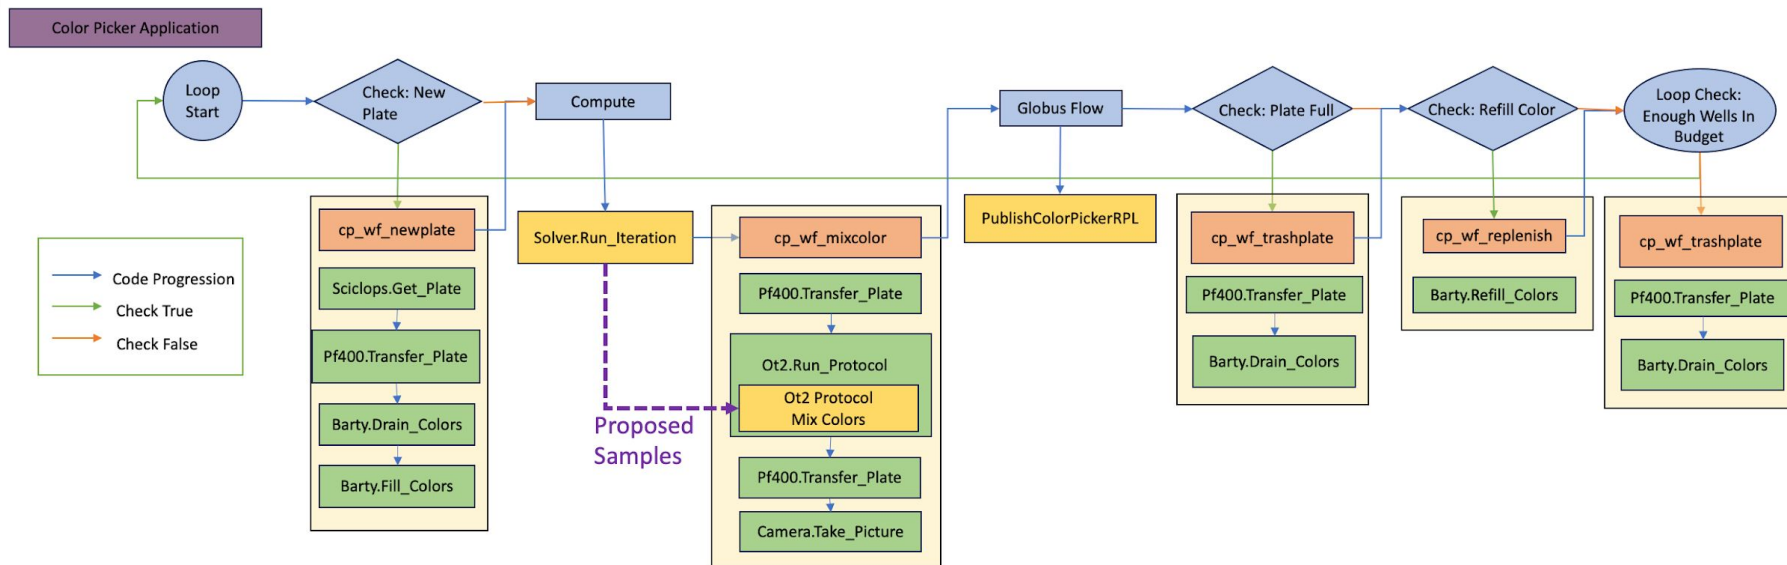 Color Picker Application
Loop
Start
Check: New
Plate
Compute
Globus Flow
Check: Plate Full
Check: Refill Color
Loop Check:
Enough Wells In
Budget
cp_wf_newplate
Sciclops.Get_Plate
Pf400.Transfer_Plate
Barty.Drain_Colors
Barty.Fill_Colors
Solver.Run_Iteration
Proposed
Samples
cp_wf_mixcolor
Pf400.Transfer_Plate
Ot2.Run_Protocol
Ot2 Protocol
Mix Colors
Pf400.Transfer_Plate
Camera.Take_Picture
PublishColorPickerRPL
cp_wf_trashplate
Pf400.Transfer_Plate
Barty.Drain_Colors
cp_wf_replenish
Barty.Refill_Colors
cp_wf_trashplate
Pf400.Transfer_Plate
Barty.Drain_Colors
Code Progression
Check True
Check False